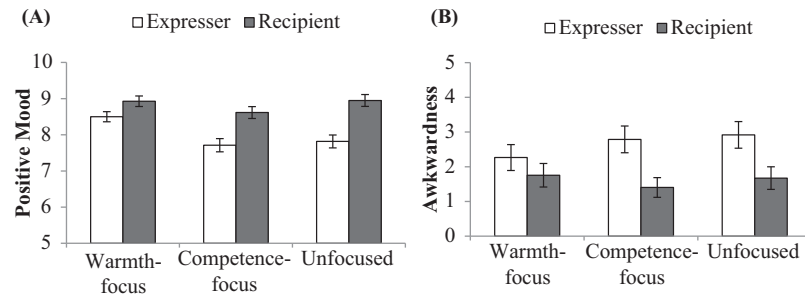 (A)
Expresser Recipient
Positive Mood
10
9
8
7
6
5
Warmth-
focus
Competence-
focus
Unfocused
(B)
Expresser Recipient
Awkwardness
5
4
3
2
1
0
Warmth-
focus
Competence-
focus
Unfocused